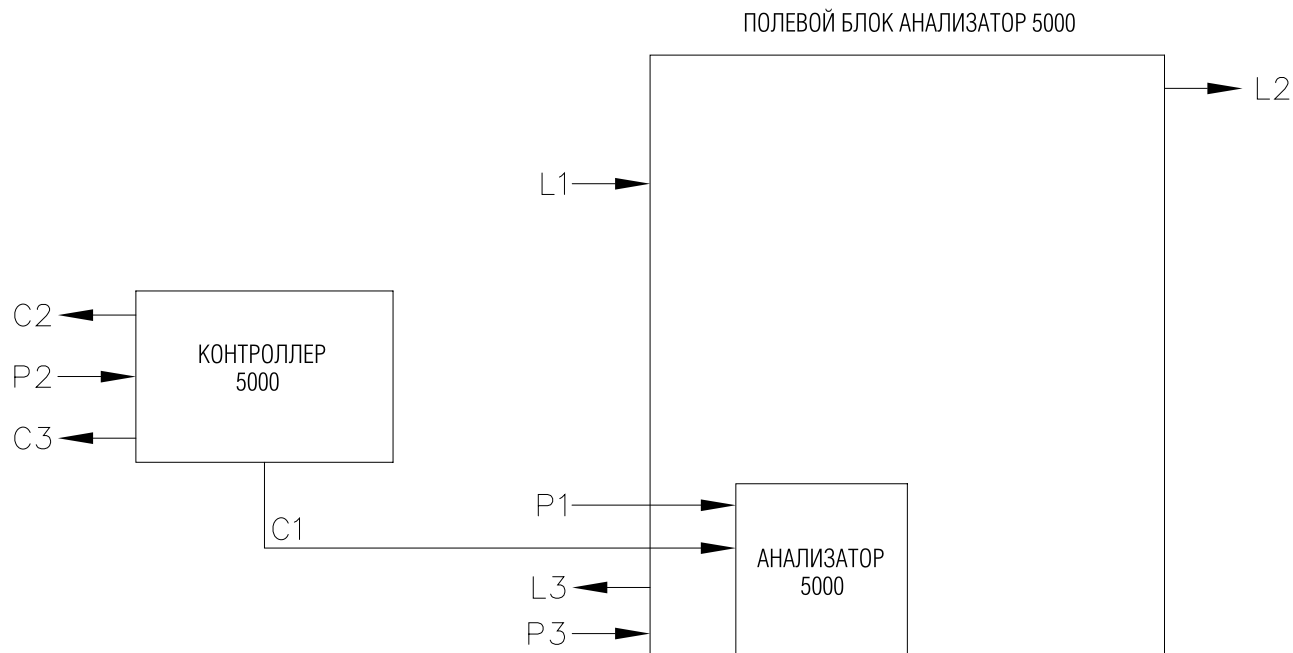 ПОЛЕВОЙ БЛОК АНАЛИЗАТОР 5000
L2
L1
C2
КОНТРОЛЛЕР
5000
P2
C3
P1
C1
АНАЛИЗАТОР
5000
L3
P3